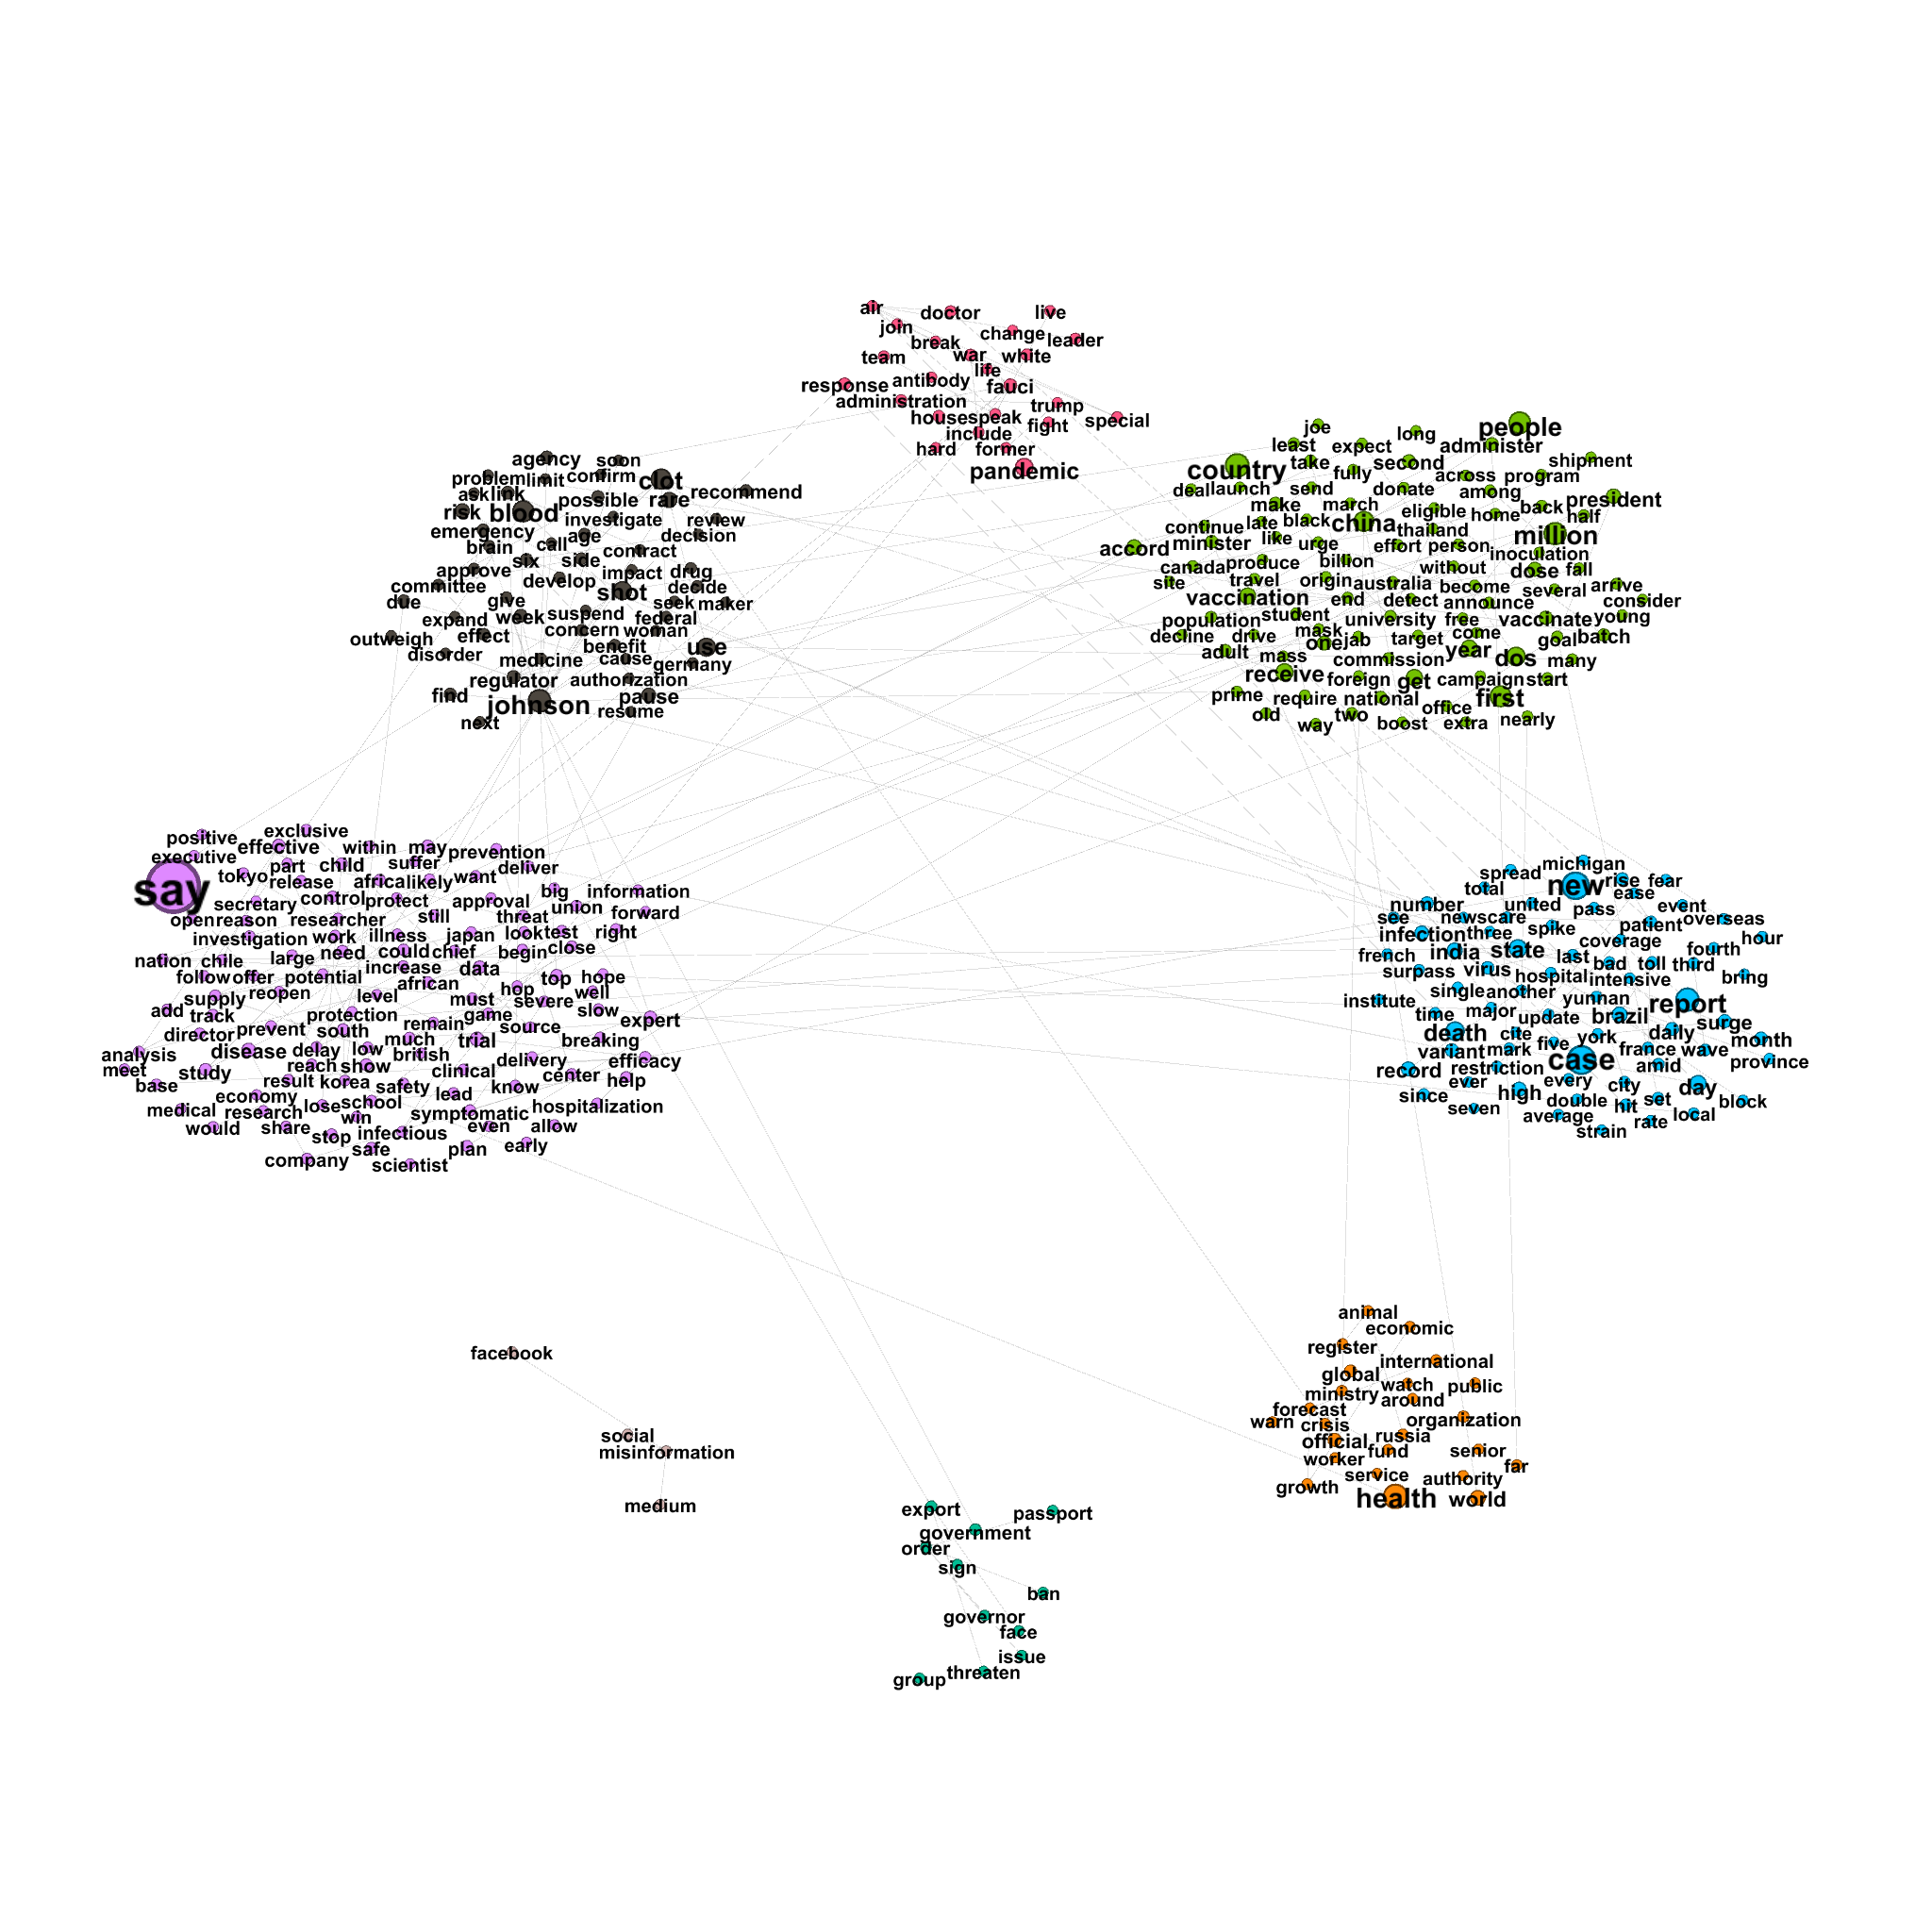 air
doctor
live
join
change
break
leader
team
war
white
life
response
antibody
fauci
administration
trump
house
speak
special
include
fight
hard
former
pandemic
agency
soon
problem
limit
confirm
clot
ask
link
possible
rare
recommend
risk
blood
investigate
review
emergency
age
decision
brain
call
contract
six
side
approve
impact
drug
committee
develop
decide
due
give
shot
seek
maker
expand
week
suspend
federal
outweigh
effect
concern
woman
use
disorder
benefit
medicine
cause
germany
regulator
authorization
find
johnson
pause
next
resume
joe
people
least
expect
long
administer
country
take
fully
second
shipment
deal
launch
send
donate
across
program
make
march
among
president
continue
late
black
china
eligible
home
back
half
accord
minister
like
urge
thailand
million
canada
produce
billion
effort
person
inoculation
site
travel
origin
australia
without
dose
fall
vaccination
end
detect
become
several
arrive
population
student
announce
consider
decline
drive
mask
university
free
vaccinate
young
adult
one
jab
target
come
goal
batch
mass
commission
year
dos
many
receive
foreign
get
campaign
start
prime
require
national
office
first
old
way
two
boost
extra
nearly
positive
exclusive
executive
effective
within
may
prevention
say
tokyo
part
child
suffer
deliver
release
africa
likely
want
big
information
secretary
control
protect
approval
union
forward
open
reason
researcher
still
threat
investigation
work
illness
japan
look
test
right
nation
chile
large
need
could
chief
begin
close
follow
offer
potential
increase
data
top
hope
supply
reopen
african
hop
well
add
track
level
must
severe
slow
director
prevent
protection
remain
game
source
expert
analysis
disease
delay
south
much
trial
breaking
meet
study
reach
low
show
british
delivery
efficacy
base
result
korea
safety
clinical
center
help
medical
economy
lose
school
lead
know
would
research
share
win
symptomatic
hospitalization
stop
infectious
even
allow
company
safe
plan
early
scientist
michigan
spread
total
new
rise
fear
number
united
ease
see
news
care
pass
event
infection
three
spike
patient
overseas
french
india
state
coverage
hour
surpass
virus
last
bad
toll
fourth
third
institute
single
another
hospital
intensive
bring
time
major
yunnan
report
death
update
brazil
surge
variant
cite
york
daily
month
mark
five
france
wave
province
record
restriction
case
amid
since
ever
high
every
city
day
seven
double
set
block
average
hit
rate
local
strain
facebook
social
misinformation
medium
animal
economic
register
international
global
watch
public
ministry
around
forecast
warn
crisis
organization
official
russia
worker
fund
senior
far
growth
service
authority
health
world
export
passport
government
order
sign
ban
governor
face
issue
group
threaten